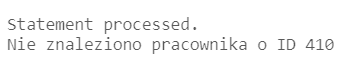 Statement processed.
Nie znaleziono pracownika o ID 410